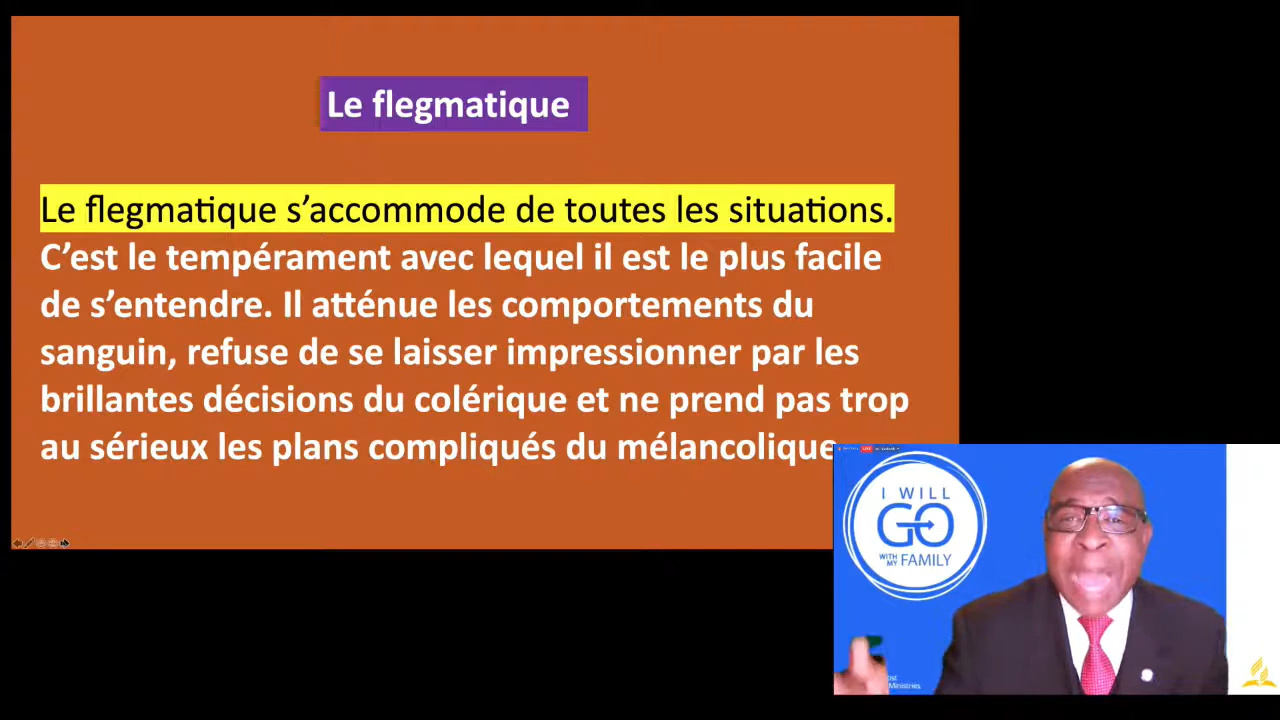 Le flegmatique
Le flegmatique s’accommode de toutes les situations.
C’est le tempérament avec lequel il est le plus facile
de s’entendre. Il atténue les comportements du
sanguin, refuse de se laisser impressionner par les
brillantes décisions du colérique et ne prend pas trop
au sérieux les plans compliqués du mélancolique
I WILL
GO
WITH MY FAMILY
Ministries